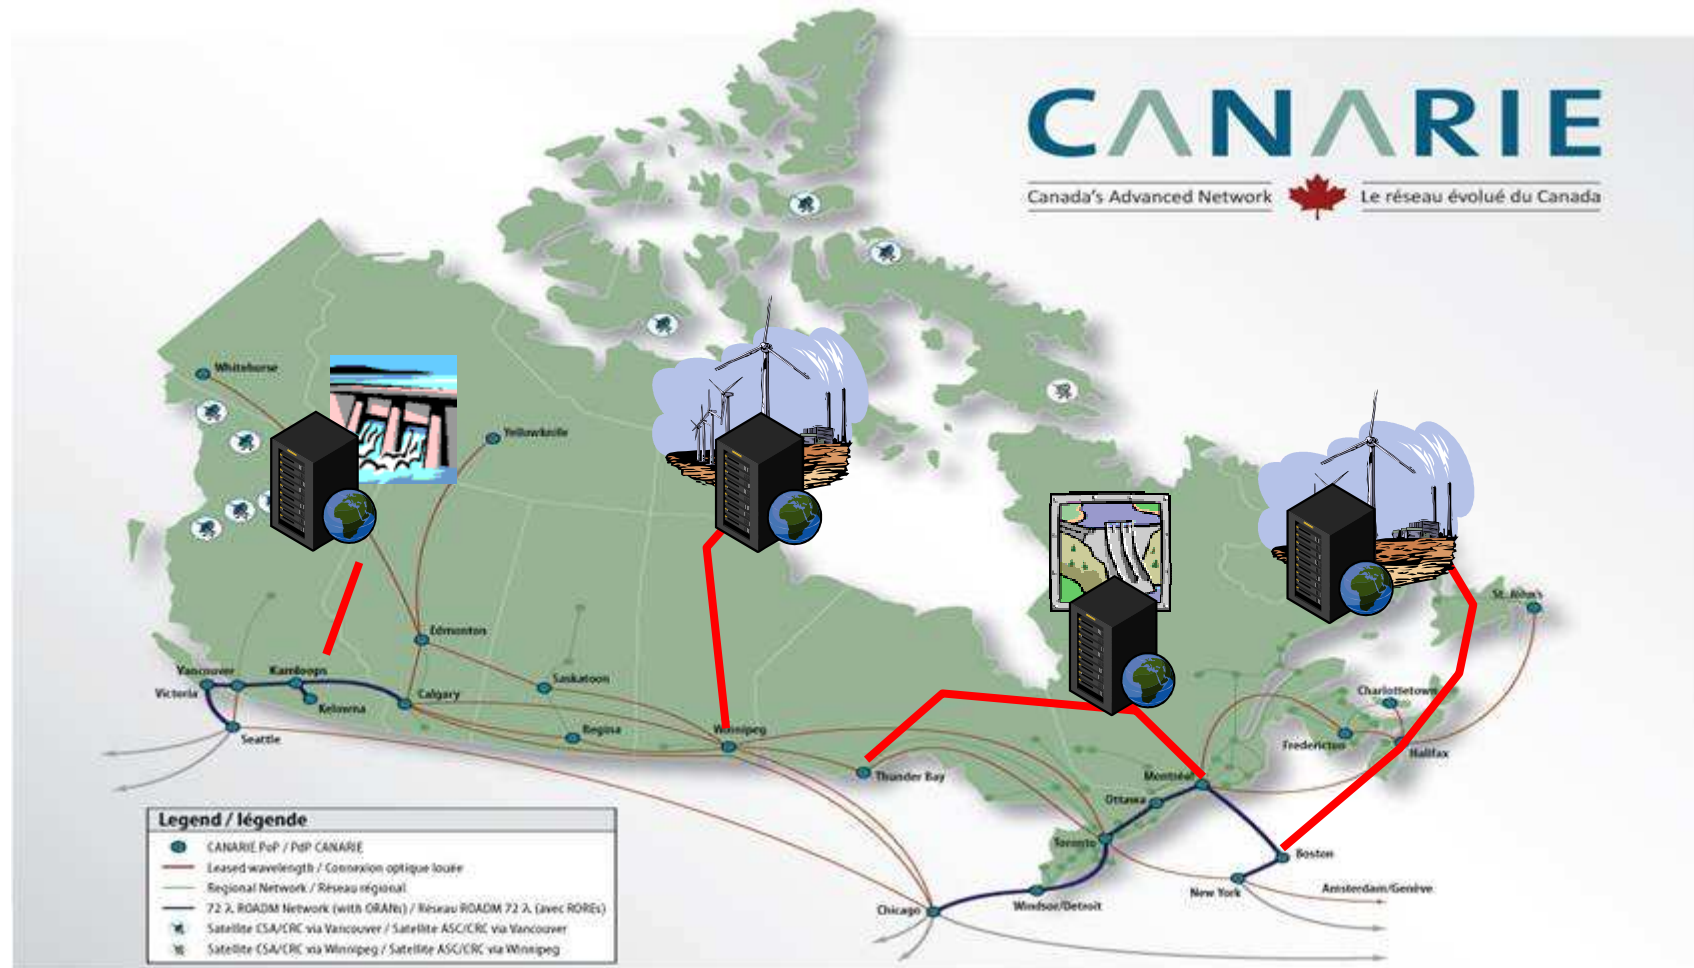 CANARIE
Canada's Advanced Network
Le réseau évolué du Canada
Whitehorse
Yellowknife
St. John's
Edmonton
Vancouver
Kamloops
Saskatoon
Victoria
Calgary
Charlottetown
Kelowna
Regina
Winnipeg
Seattle
Fredericton
Halifax
Thunder Bay
Montréal
Ottawa
Toronto
Boston
New York
Amsterdam/Genève
Chicago
Windsor/Detroit
Legend / légende
CANARIE PoP / PdP CANARIE
Leased wavelength / Connexion optique louée
Regional Network / Réseau régional
72 λ ROADM Network (with ORANs) / Réseau ROADM 72 λ (avec ROREs)
Satellite CSA/CRC via Vancouver / Satellite ASC/CRC via Vancouver
Satellite CSA/CRC via Winnipeg / Satellite ASC/CRC via Winnipeg